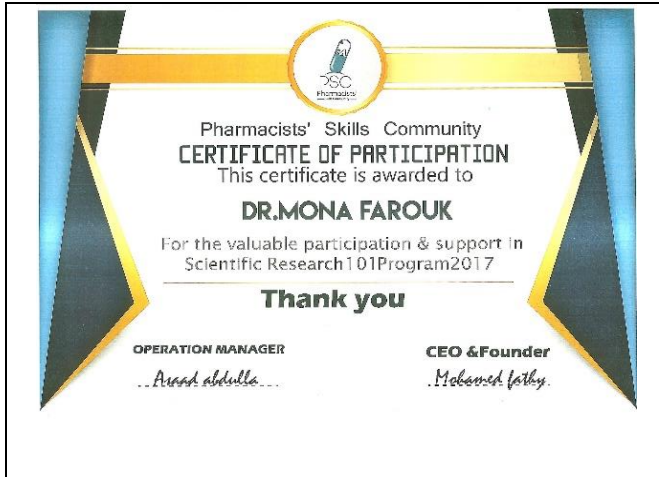 PSC
Pharmacists'
Pharmacists' Skills Community
CERTIFICATE OF PARTICIPATION
This certificate is awarded to
DR.MONA FAROUK
For the valuable participation & support in
Scientific Research101Program2017
Thank you
OPERATION MANAGER
CEO &Founder
Asaad abdulla
Mohamed fathy